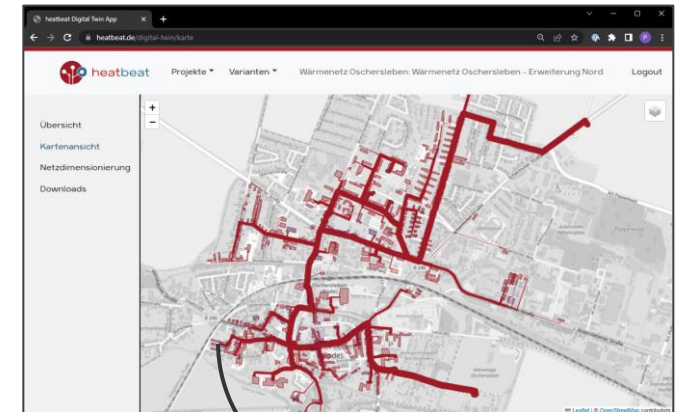 heatbeat Digital Twin App
heatbeat.de/digital-twin/karte
heatbeat Projekte Varianten Wärmenetz Oschersleben: Wärmenetz Oschersleben - Erweiterung Nord Logout
+
−
Übersicht
Kartenansicht
Netzdimensionierung
Downloads
Leaflet | © OpenStreetMap contributors